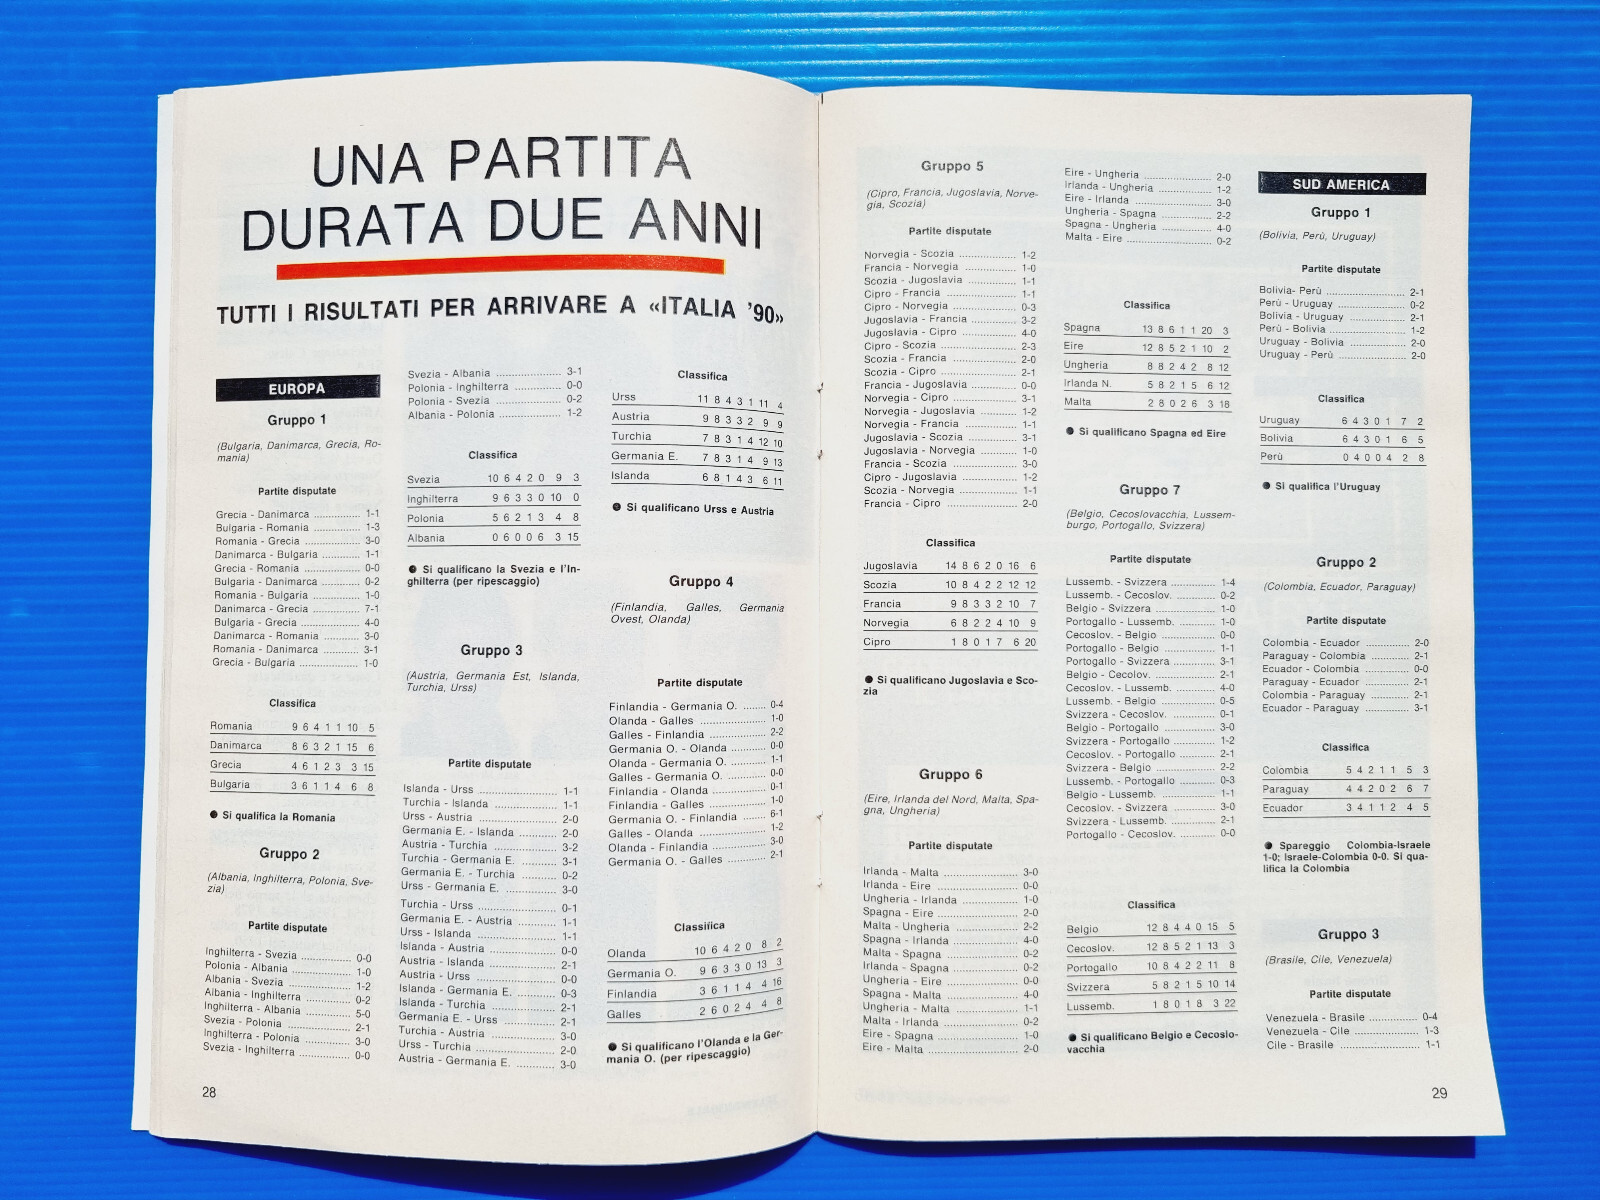 UNA PARTITA
DURATA DUE ANNI
TUTTI I RISULTATI PER ARRIVARE A «ITALIA '90»
EUROPA
Gruppo 1
(Bulgaria, Danimarca, Grecia, Ro-
mania)
Partite disputate
Grecia - Danimarca ................ 1-1
Bulgaria - Romania ................ 1-3
Romania - Grecia ................ 3-0
Danimarca - Bulgaria ............. 1-1
Grecia - Romania ................ 0-0
Bulgaria - Danimarca ............. 0-2
Romania - Bulgaria ................ 1-0
Danimarca - Grecia ................ 7-1
Bulgaria - Grecia ................ 4-0
Danimarca - Romania ............ 3-0
Romania - Danimarca ............ 3-1
Grecia - Bulgaria ................ 1-0
Classifica
Romania 9 6 4 1 1 10 5
Danimarca 8 6 3 2 1 15 6
Grecia 4 6 1 2 3 3 15
Bulgaria 3 6 1 1 4 6 8
● Si qualifica la Romania
Gruppo 2
(Albania, Inghilterra, Polonia, Sve-
zia)
Partite disputate
Inghilterra - Svezia ................ 0-0
Polonia - Albania ................ 1-0
Albania - Svezia ................ 1-2
Albania - Inghilterra ............. 0-2
Inghilterra - Albania ............. 5-0
Svezia - Polonia ................ 2-1
Inghilterra - Polonia ............. 3-0
Svezia - Inghilterra ................ 0-0
28
Svezia - Albania ................ 3-1
Polonia - Inghilterra .............. 0-0
Polonia - Svezia ................ 0-2
Albania - Polonia ................ 1-2
Classifica
Svezia 10 6 4 2 0 9 3
Inghilterra 9 6 3 3 0 10 0
Polonia 5 6 2 1 3 4 8
Albania 0 6 0 0 6 3 15
● Si qualificano la Svezia e l'In-
ghilterra (per ripescaggio)
Gruppo 3
(Austria, Germania Est, Islanda,
Turchia, Urss)
Partite disputate
Islanda - Urss ................ 1-1
Turchia - Islanda ................ 1-1
Urss - Austria ................ 2-0
Germania E. - Islanda ........... 2-0
Austria - Turchia ................ 3-2
Turchia - Germania E. ........... 3-1
Germania E. - Turchia ........... 0-2
Urss - Germania E. ............. 3-0
Turchia - Urss ................ 0-1
Germania E. - Austria ........... 1-1
Urss - Islanda ................ 1-1
Islanda - Austria ................ 0-0
Austria - Islanda ................ 2-1
Austria - Urss ................ 0-0
Islanda - Germania E. ........... 0-3
Islanda - Turchia ................ 2-1
Germania E. - Urss ............. 2-1
Turchia - Austria ................ 3-0
Urss - Turchia ................ 2-0
Austria - Germania E. ........... 3-0
Classifica
Urss 11 8 4 3 1 11 4
Austria 9 8 3 3 2 9 9
Turchia 7 8 3 1 4 12 10
Germania E. 7 8 3 1 4 9 13
Islanda 6 8 1 4 3 6 11
● Si qualificano Urss e Austria
Gruppo 4
(Finlandia, Galles, Germania
Ovest, Olanda)
Partite disputate
Finlandia - Germania O. ........ 0-4
Olanda - Galles ................ 1-0
Galles - Finlandia ................ 2-2
Germania O. - Olanda ........... 0-0
Olanda - Germania O. ........... 1-1
Galles - Germania O. ........... 0-0
Finlandia - Olanda ............. 0-1
Finlandia - Galles ................ 1-0
Germania O. - Finlandia ........ 6-1
Galles - Olanda ................ 1-2
Olanda - Finlandia ............. 3-0
Germania O. - Galles ........... 2-1
Classifica
Olanda 10 6 4 2 0 8 2
Germania O. 9 6 3 3 0 13 3
Finlandia 3 6 1 1 4 4 16
Galles 2 6 0 2 4 4 8
● Si qualificano l'Olanda e la Ger-
mania O. (per ripescaggio)
Gruppo 5
(Cipro, Francia, Jugoslavia, Norve-
gia, Scozia)
Partite disputate
Norvegia - Scozia ................ 1-2
Francia - Norvegia ................ 1-0
Scozia - Jugoslavia ............. 1-1
Cipro - Francia ................ 1-1
Cipro - Norvegia ................ 0-3
Jugoslavia - Francia ............. 3-2
Jugoslavia - Cipro ................ 4-0
Cipro - Scozia ................ 2-3
Scozia - Francia ................ 2-0
Scozia - Cipro ................ 2-1
Francia - Jugoslavia ............. 0-0
Norvegia - Cipro ................ 3-1
Norvegia - Jugoslavia ........... 1-2
Norvegia - Francia ............. 1-1
Jugoslavia - Scozia ............. 3-1
Jugoslavia - Norvegia ........... 1-0
Francia - Scozia ................ 3-0
Cipro - Jugoslavia ............. 1-2
Scozia - Norvegia ................ 1-1
Francia - Cipro ................ 2-0
Classifica
Jugoslavia 14 8 6 2 0 16 6
Scozia 10 8 4 2 2 12 12
Francia 9 8 3 3 2 10 7
Norvegia 6 8 2 2 4 10 9
Cipro 1 8 0 1 7 6 20
● Si qualificano Jugoslavia e Sco-
zia
Gruppo 6
(Eire, Irlanda del Nord, Malta, Spa-
gna, Ungheria)
Partite disputate
Irlanda - Malta ................ 3-0
Irlanda - Eire ................ 0-0
Ungheria - Irlanda ............. 1-0
Spagna - Eire ................ 2-0
Malta - Ungheria ................ 2-2
Spagna - Irlanda ................ 4-0
Malta - Spagna ................ 0-2
Irlanda - Spagna ................ 0-2
Ungheria - Eire ................ 0-0
Spagna - Malta ................ 4-0
Ungheria - Malta ................ 1-1
Malta - Irlanda ................ 0-2
Eire - Spagna ................ 1-0
Eire - Malta ................ 2-0
Eire - Ungheria ................ 2-0
Irlanda - Ungheria ............. 1-2
Eire - Irlanda ................ 3-0
Ungheria - Spagna ............. 2-2
Spagna - Ungheria ............. 4-0
Malta - Eire ................ 0-2
Classifica
Spagna 13 8 6 1 1 20 3
Eire 12 8 5 2 1 10 2
Ungheria 8 8 2 4 2 8 12
Irlanda N. 5 8 2 1 5 6 12
Malta 2 8 0 2 6 3 18
● Si qualificano Spagna ed Eire
Gruppo 7
(Belgio, Cecoslovacchia, Lussem-
burgo, Portogallo, Svizzera)
Partite disputate
Lussemb. - Svizzera ............. 1-4
Lussemb. - Cecoslov. ........... 0-2
Belgio - Svizzera ................ 1-0
Portogallo - Lussemb. ........... 1-0
Cecoslov. - Belgio ............. 0-0
Portogallo - Belgio ............. 1-1
Portogallo - Svizzera ........... 3-1
Belgio - Cecolov. ................ 2-1
Cecoslov. - Lussemb. ........... 4-0
Lussemb. - Belgio ............. 0-5
Svizzera - Cecoslov. ........... 0-1
Belgio - Portogallo ............. 3-0
Svizzera - Portogallo ........... 1-2
Cecoslov. - Portogallo ........... 2-1
Svizzera - Belgio ................ 2-2
Lussemb. - Portogallo ........... 0-3
Belgio - Lussemb. ............. 1-1
Cecoslov. - Svizzera ........... 3-0
Svizzera - Lussemb. ............. 2-1
Portogallo - Cecoslov. ........... 0-0
Classifica
Belgio 12 8 4 4 0 15 5
Cecoslov. 12 8 5 2 1 13 3
Portogallo 10 8 4 2 2 11 8
Svizzera 5 8 2 1 5 10 14
Lussemb. 1 8 0 1 8 3 22
● Si qualificano Belgio e Cecoslo-
vacchia
SUD AMERICA
Gruppo 1
(Bolivia, Perù, Uruguay)
Partite disputate
Bolivia- Perù ................ 2-1
Perù - Uruguay ................ 0-2
Bolivia - Uruguay ................ 2-1
Perù - Bolivia ................ 1-2
Uruguay - Bolivia ................ 2-0
Uruguay - Perù ................ 2-0
Classifica
Uruguay 6 4 3 0 1 7 2
Bolivia 6 4 3 0 1 6 5
Perù 0 4 0 0 4 2 8
● Si qualifica l'Uruguay
Gruppo 2
(Colombia, Ecuador, Paraguay)
Partite disputate
Colombia - Ecuador ............. 2-0
Paraguay - Colombia ........... 2-1
Ecuador - Colombia ............. 0-0
Paraguay - Ecuador ............. 2-1
Colombia - Paraguay ........... 2-1
Ecuador - Paraguay ............. 3-1
Classifica
Colombia 5 4 2 1 1 5 3
Paraguay 4 4 2 0 2 6 7
Ecuador 3 4 1 1 2 4 5
● Spareggio Colombia-Israele
1-0; Israele-Colombia 0-0. Si qua-
lifica la Colombia
Gruppo 3
(Brasile, Cile, Venezuela)
Partite disputate
Venezuela - Brasile ............. 0-4
Venezuela - Cile ................ 1-3
Cile - Brasile ................ 1-1
29